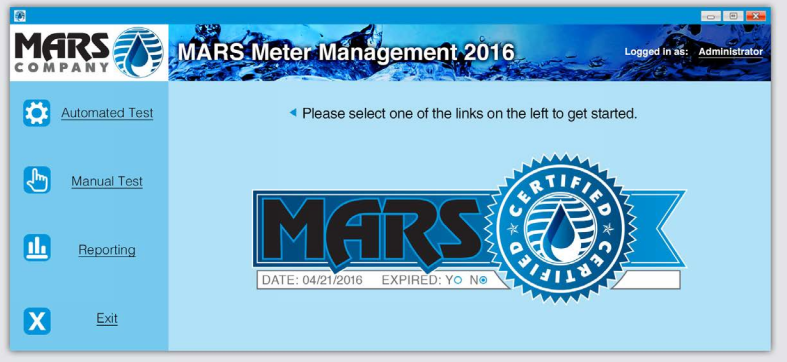 MARS
COMPANY
MARS Meter Management 2016
Logged in as: Administrator
Automated Test
Manual Test
Reporting
Exit
Please select one of the links on the left to get started.
MARS
CERTIFIED
CERTIFIED
DATE: 04/21/2016 EXPIRED: Y N